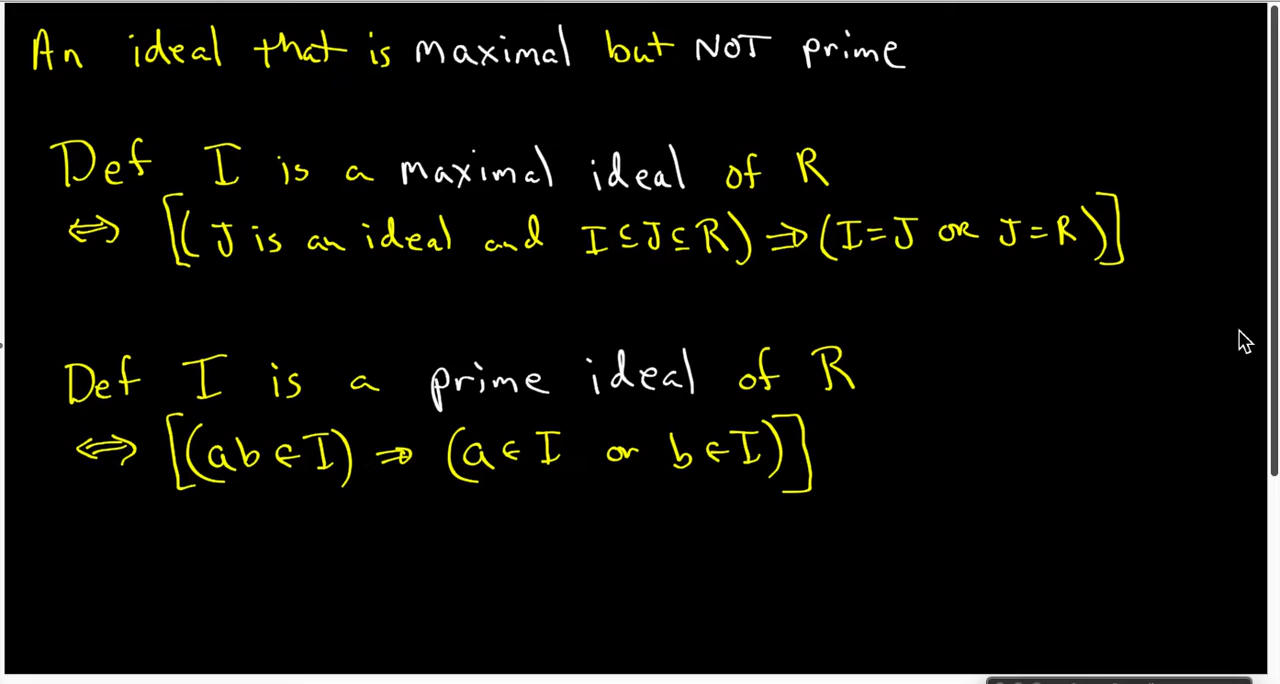 An ideal that is maximal but NOT prime
Def I is a maximal ideal of R
⇔ [(J is an ideal and I ⊆ J ⊆ R) ⇒ (I = J or J = R)]
Def I is a prime ideal of R
⇔ [(ab ∈ I) ⇒ (a ∈ I or b ∈ I)]